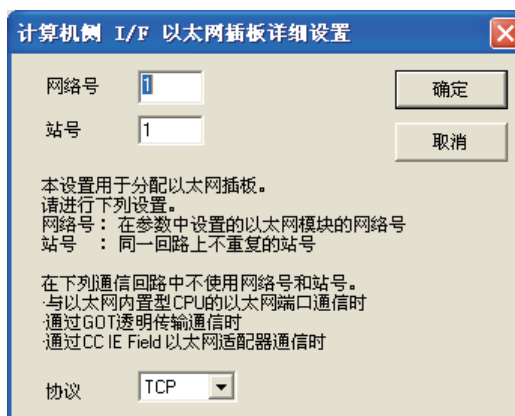 计算机侧 I/F 以太网插板详细设置
网络号 1 确定
站号 1 取消
本设置用于分配以太网插板。
请进行下列设置。
网络号： 在参数中设置的以太网模块的网络号
站号 ： 同一回路上不重复的站号
在下列通信回路中不使用网络号和站号。
·与以太网内置型CPU的以太网端口通信时
·通过GOT透明传输通信时
·通过CC IE Field 以太网适配器通信时
协议 TCP